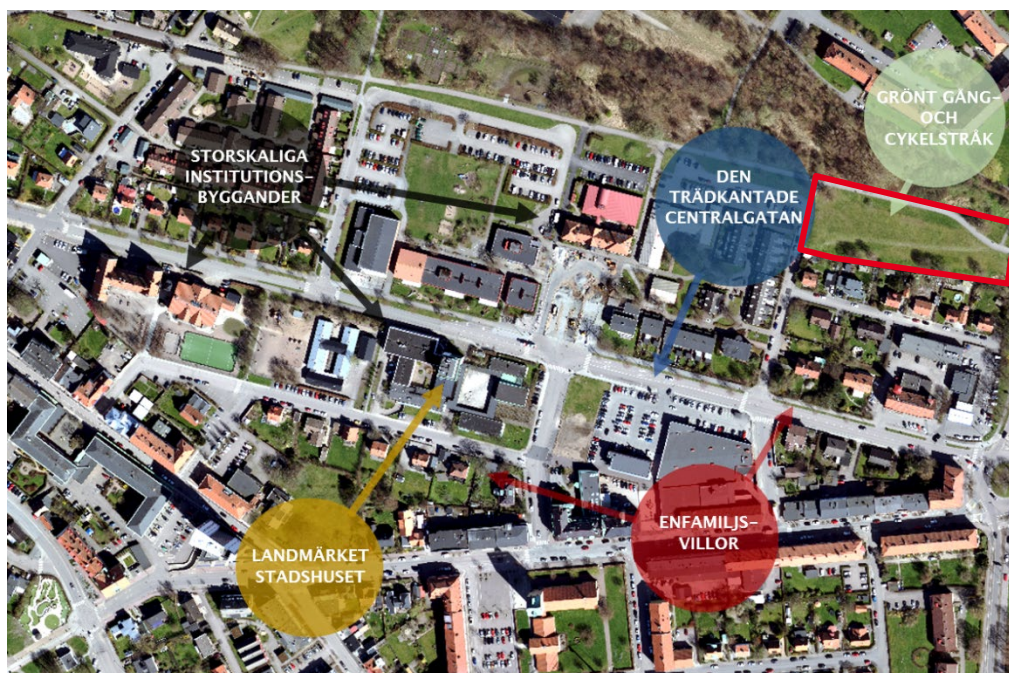 GRÖNT GÅNG-
OCH
CYKELSTRÅK
STORSKALIGA
INSTITUTIONS-
BYGGANDER
DEN
TRÄDKANTADE
CENTRALGATAN
LANDMÄRKET
STADSHUSET
ENFAMILJS-
VILLOR